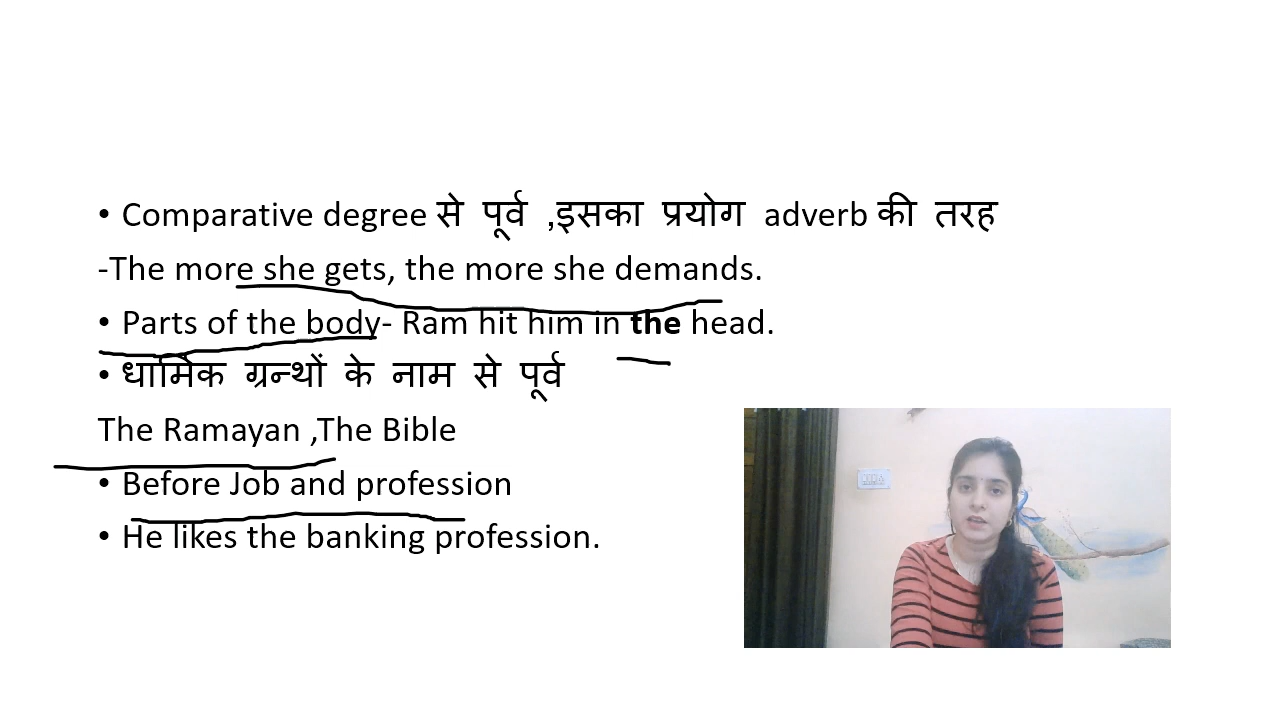 • Comparative degree से पूर्व ,इसका प्रयोग adverb की तरह
-The more she gets, the more she demands.
• Parts of the body- Ram hit him in the head.
• धार्मिक ग्रन्थों के नाम से पूर्व
The Ramayan ,The Bible
• Before Job and profession
• He likes the banking profession.